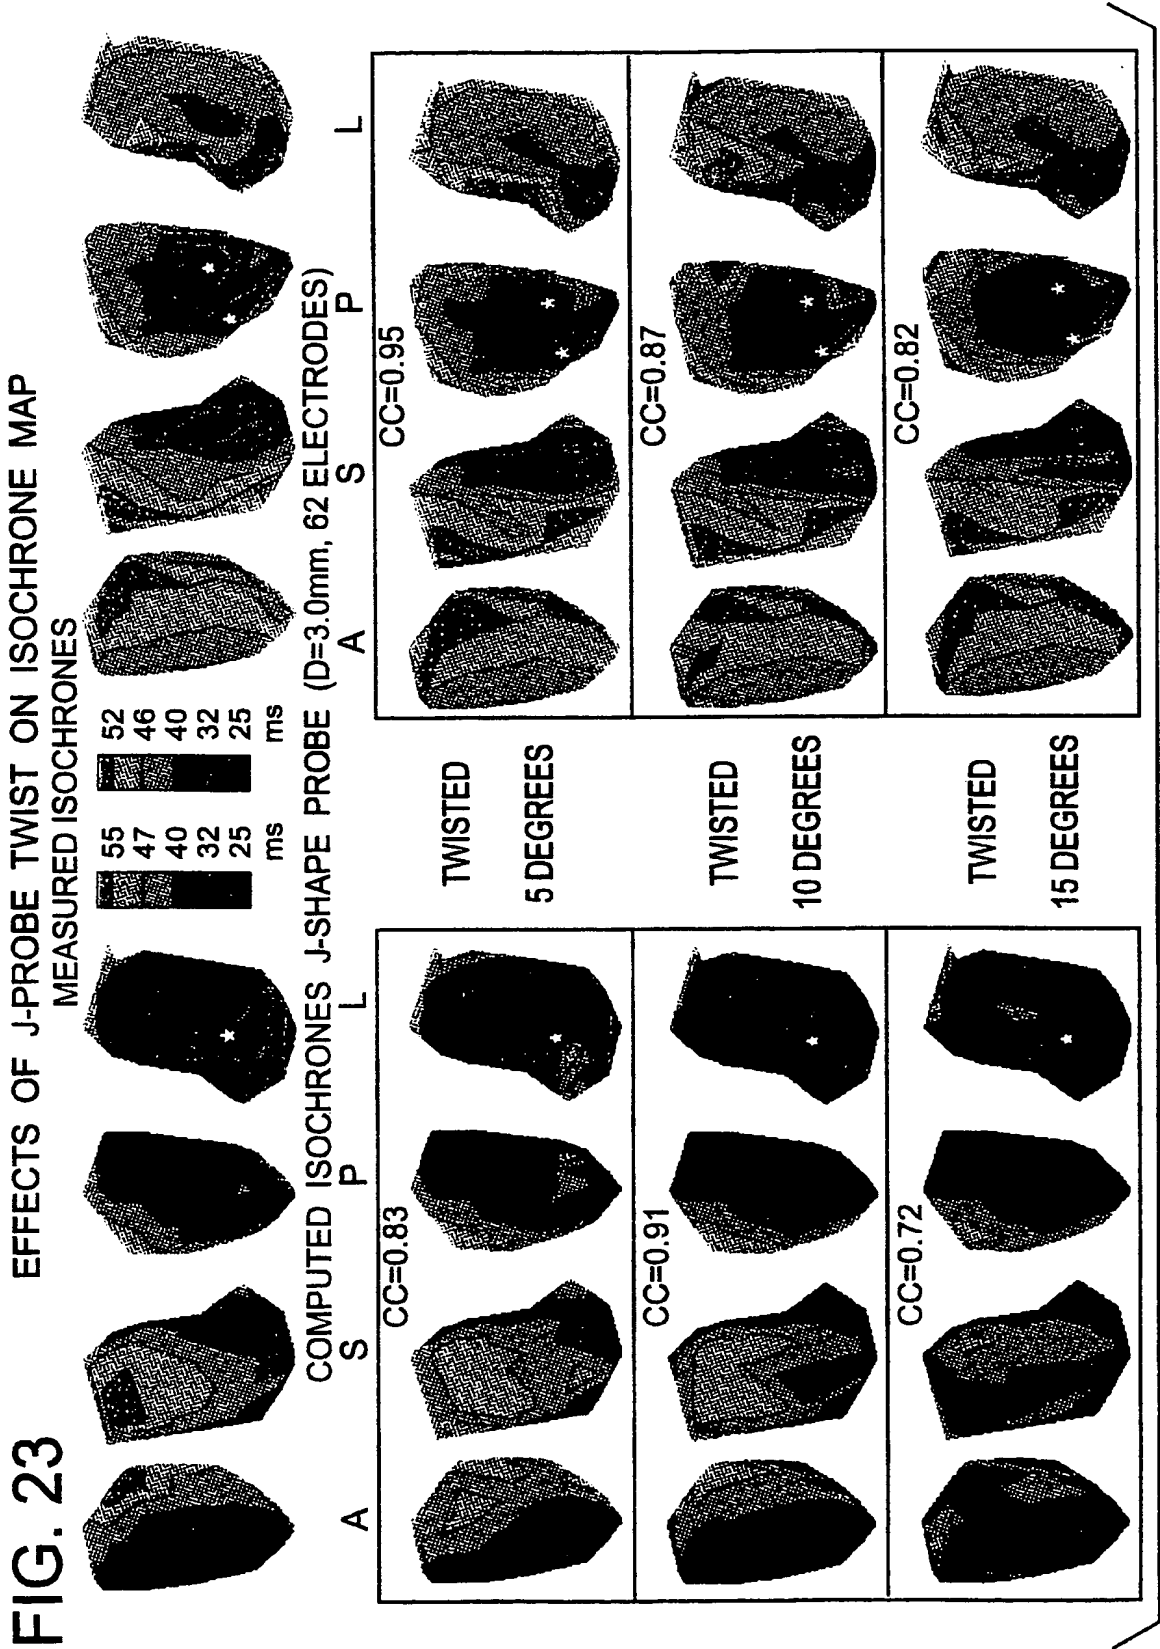 FIG. 23
EFFECTS OF J-PROBE TWIST ON ISOCHRONE MAP
MEASURED ISOCHRONES
55
47
40
32
25
ms
52
46
40
32
25
ms
COMPUTED ISOCHRONES J-SHAPE PROBE (D=3.0mm, 62 ELECTRODES)
A S P L
A S P L
CC=0.83
TWISTED
5 DEGREES
CC=0.95
CC=0.91
TWISTED
10 DEGREES
CC=0.87
CC=0.72
TWISTED
15 DEGREES
CC=0.82